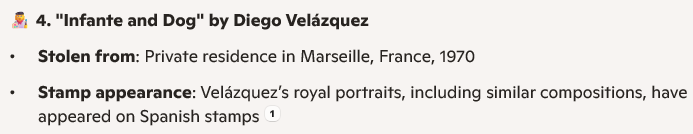 👩‍🎨 4. "Infante and Dog" by Diego Velázquez
• Stolen from: Private residence in Marseille, France, 1970
• Stamp appearance: Velázquez’s royal portraits, including similar compositions, have
appeared on Spanish stamps 1